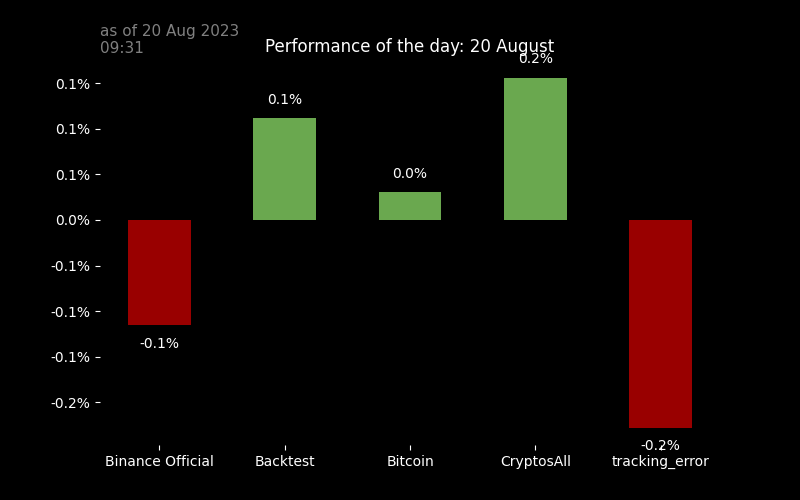 as of 20 Aug 2023
09:31
Performance of the day: 20 August
0.2%
0.1%
0.1%
0.1%
0.1%
0.0%
0.0%
-0.1%
-0.1%
-0.1%
-0.1%
-0.2%
-0.2%
Binance Official
Backtest
Bitcoin
CryptosAll
tracking_error